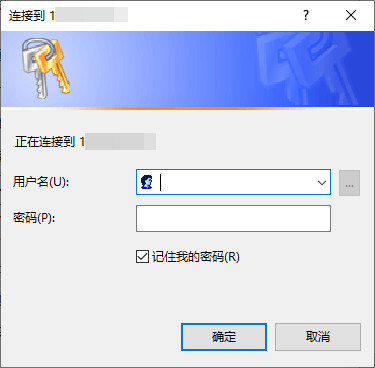 连接到 1
?
正在连接到 1
用户名(U):
...
密码(P):
记住我的密码(R)
确定
取消